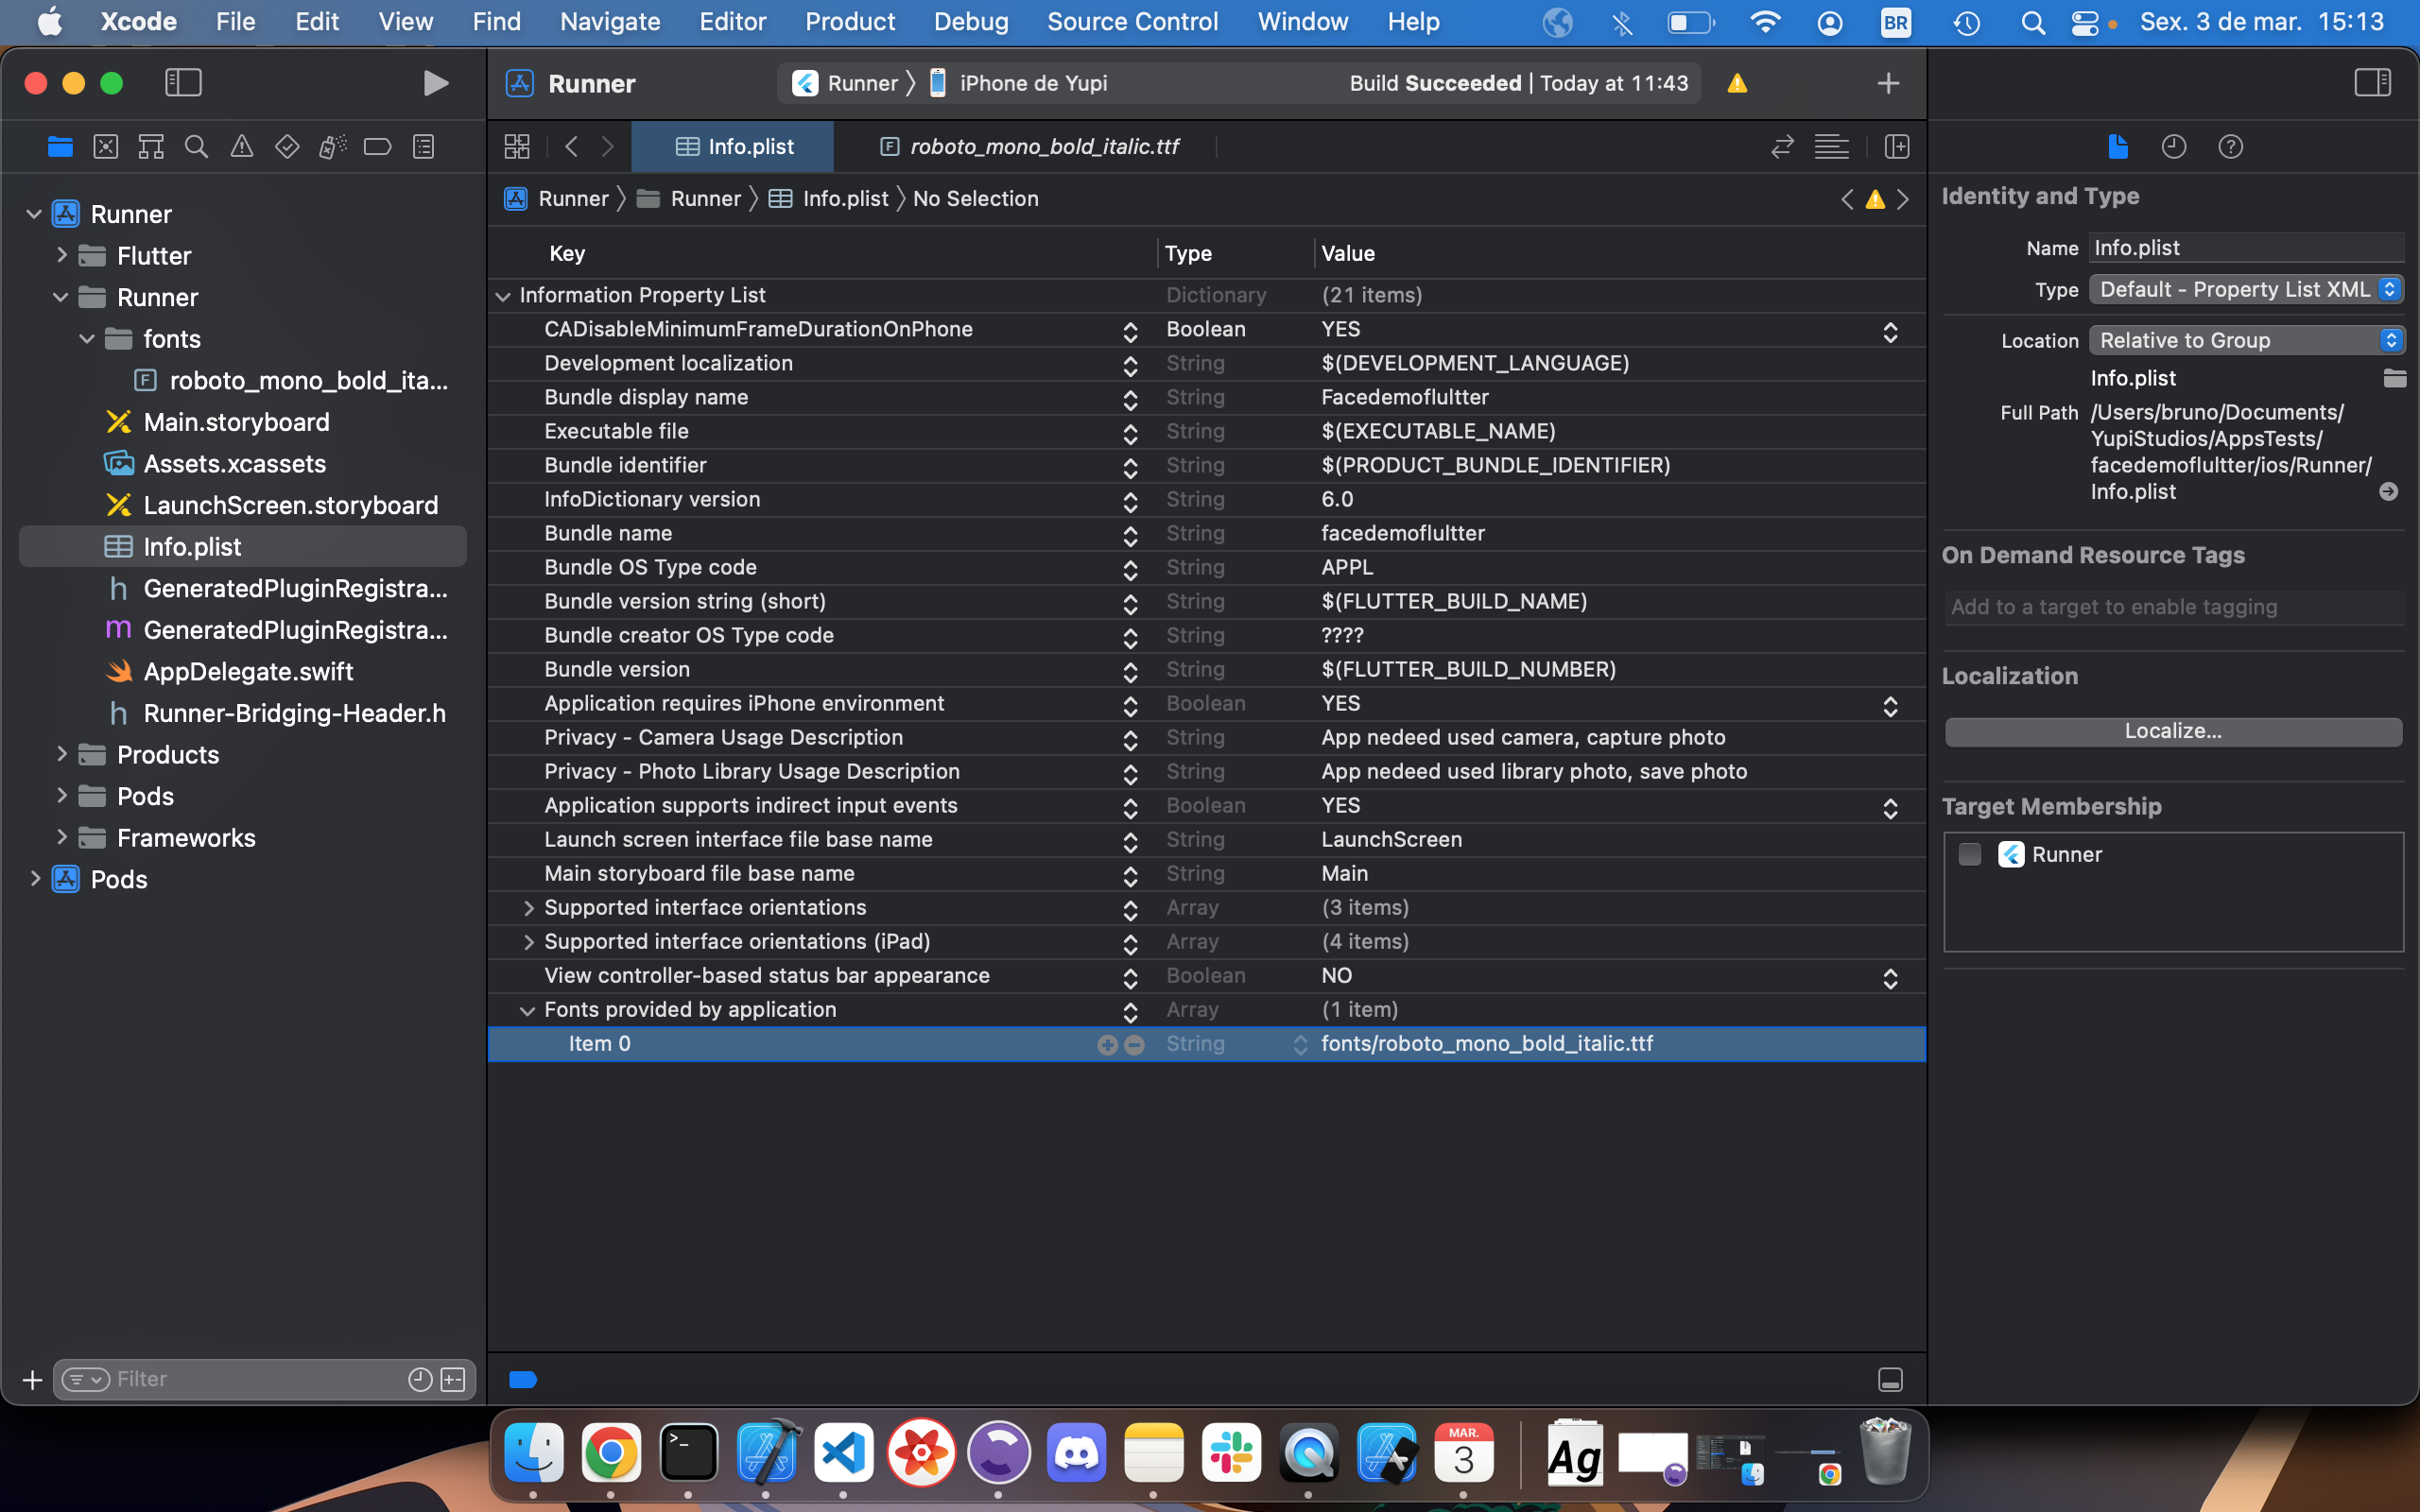 Xcode File Edit View Find Navigate Editor Product Debug Source Control Window Help BR Sex. 3 de mar. 15:13
Runner
Runner iPhone de Yupi Build Succeeded | Today at 11:43
Info.plist
roboto_mono_bold_italic.ttf
Runner Runner Info.plist No Selection
Runner
Flutter
Runner
fonts
roboto_mono_bold_ita...
Main.storyboard
Assets.xcassets
LaunchScreen.storyboard
Info.plist
GeneratedPluginRegistra...
GeneratedPluginRegistra...
AppDelegate.swift
Runner-Bridging-Header.h
Products
Pods
Frameworks
Pods
Filter
Key Type Value
Information Property List Dictionary (21 items)
CADisableMinimumFrameDurationOnPhone Boolean YES
Development localization String $(DEVELOPMENT_LANGUAGE)
Bundle display name String Facedemoflultter
Executable file String $(EXECUTABLE_NAME)
Bundle identifier String $(PRODUCT_BUNDLE_IDENTIFIER)
InfoDictionary version String 6.0
Bundle name String facedemoflultter
Bundle OS Type code String APPL
Bundle version string (short) String $(FLUTTER_BUILD_NAME)
Bundle creator OS Type code String ????
Bundle version String $(FLUTTER_BUILD_NUMBER)
Application requires iPhone environment Boolean YES
Privacy - Camera Usage Description String App nedeed used camera, capture photo
Privacy - Photo Library Usage Description String App nedeed used library photo, save photo
Application supports indirect input events Boolean YES
Launch screen interface file base name String LaunchScreen
Main storyboard file base name String Main
Supported interface orientations Array (3 items)
Supported interface orientations (iPad) Array (4 items)
View controller-based status bar appearance Boolean NO
Fonts provided by application Array (1 item)
Item 0 String fonts/roboto_mono_bold_italic.ttf
Identity and Type
Name Info.plist
Type Default - Property List XML
Location Relative to Group
Info.plist
Full Path /Users/bruno/Documents/
YupiStudios/AppsTests/
facedemoflultter/ios/Runner/
Info.plist
On Demand Resource Tags
Add to a target to enable tagging
Localization
Localize...
Target Membership
Runner
MAR.
3
Ag